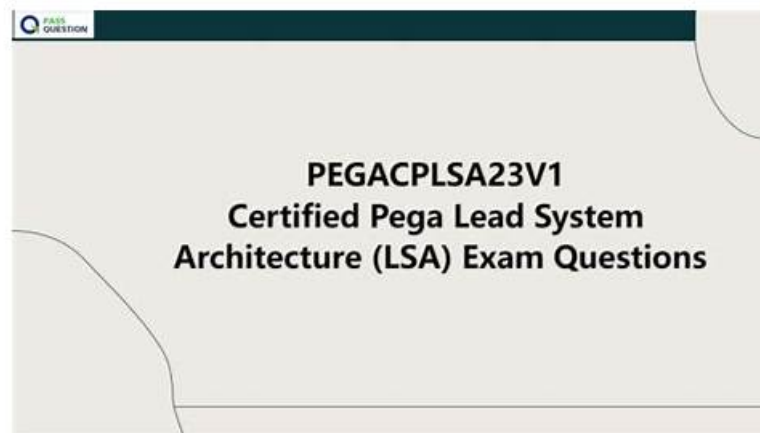 PASS
QUESTION
PEGACPLSA23V1
Certified Pega Lead System
Architecture (LSA) Exam Questions